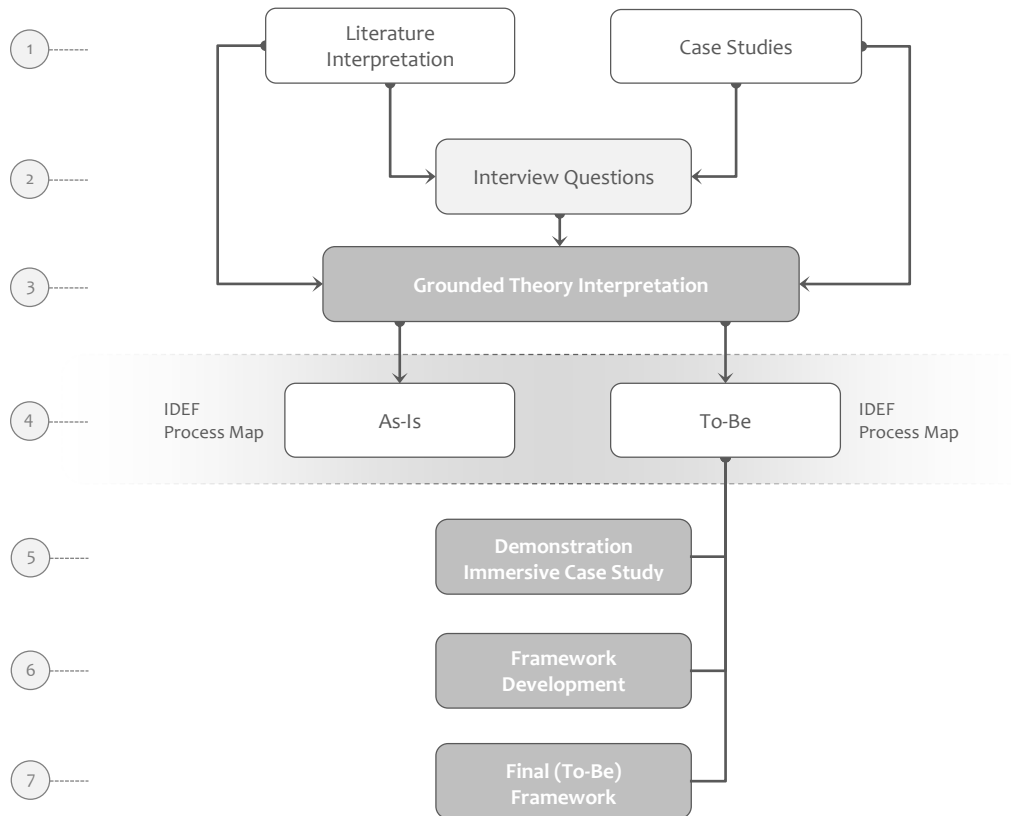 1
Literature
Interpretation
Case Studies
2
Interview Questions
3
Grounded Theory Interpretation
4
IDEF
Process Map
As-Is
To-Be
IDEF
Process Map
5
Demonstration
Immersive Case Study
6
Framework
Development
7
Final (To-Be)
Framework